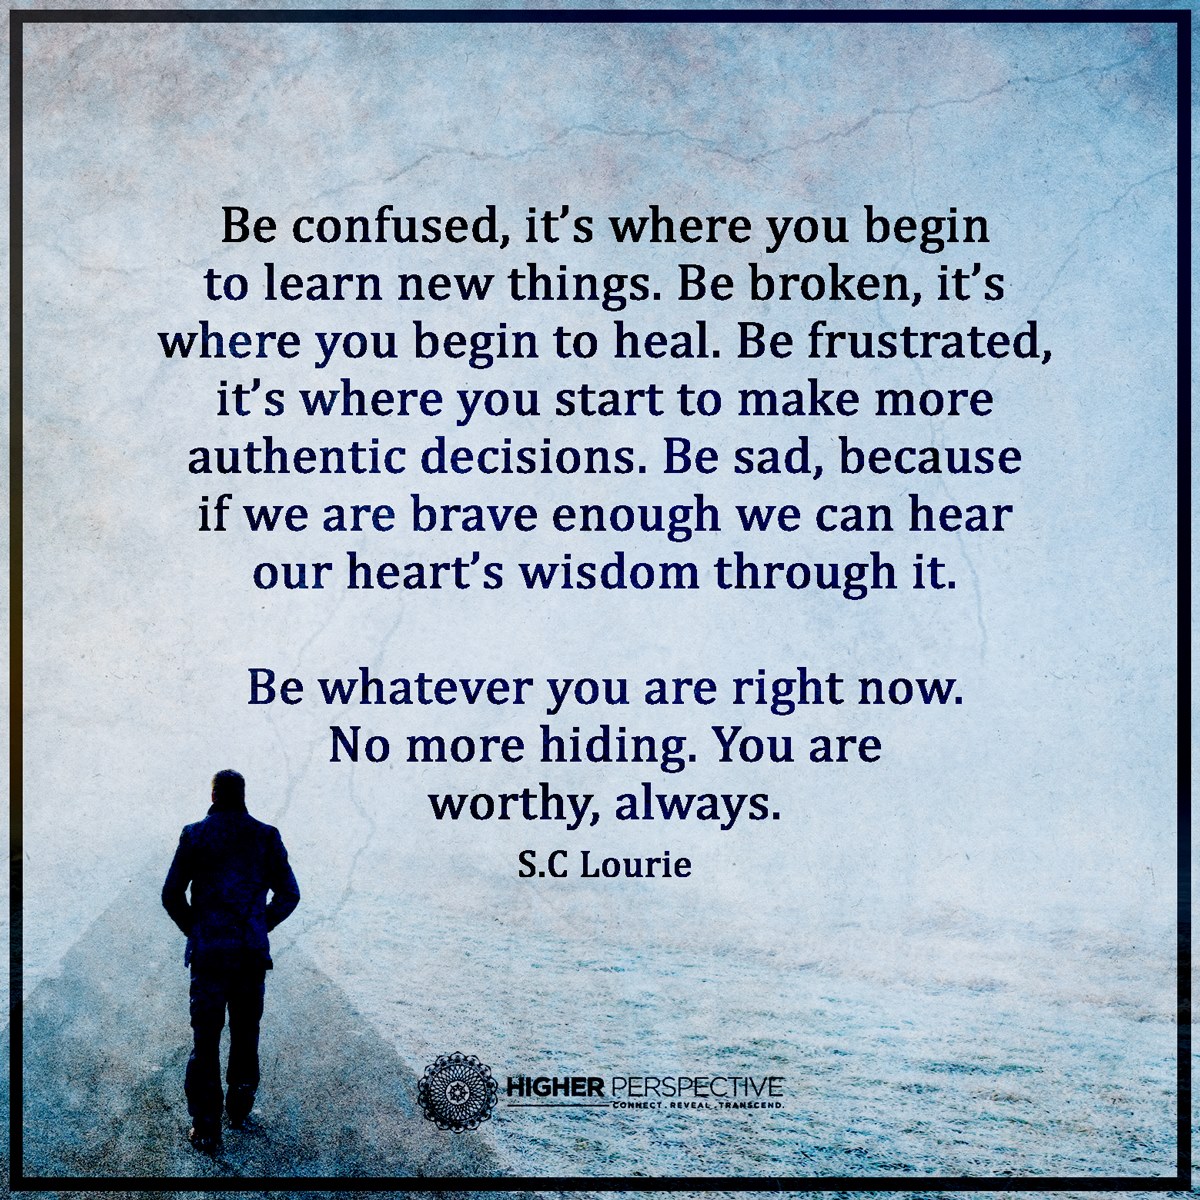 Be confused, it’s where you begin
to learn new things. Be broken, it’s
where you begin to heal. Be frustrated,
it’s where you start to make more
authentic decisions. Be sad, because
if we are brave enough we can hear
our heart’s wisdom through it.
Be whatever you are right now.
No more hiding. You are
worthy, always.
S.C Lourie
HIGHER PERSPECTIVE
CONNECT.REVEAL.TRANSCEND.